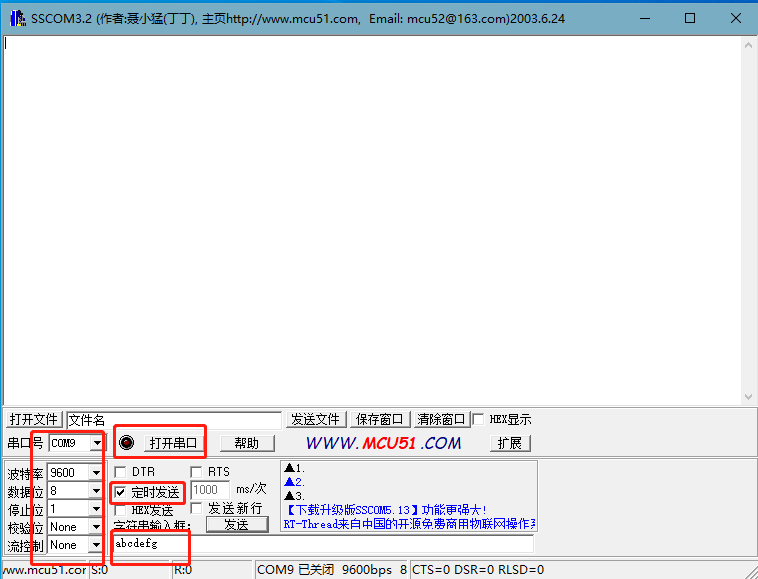 SSCOM3.2 (作者:聂小猛(丁丁), 主页http://www.mcu51.com, Email: mcu52@163.com)2003.6.24
打开文件 文件名 发送文件 保存窗口 清除窗口 HEX显示
串口号 COM9 打开串口 帮助 WWW.MCU51.COM 扩展
波特率 9600 DTR RTS
数据位 8 定时发送 1000 ms/次
停止位 1 HEX发送 发送新行
校验位 None 字符串输入框: 发送
流控制 None abcdefg
▲1.
▲2.
▲3.
【下载升级版SSCOM5.13】功能更强大!
RT-Thread来自中国的开源免费商用物联网操作系
www.mcu51.cor S:0 R:0 COM9 已关闭 9600bps 8 CTS=0 DSR=0 RLSD=0